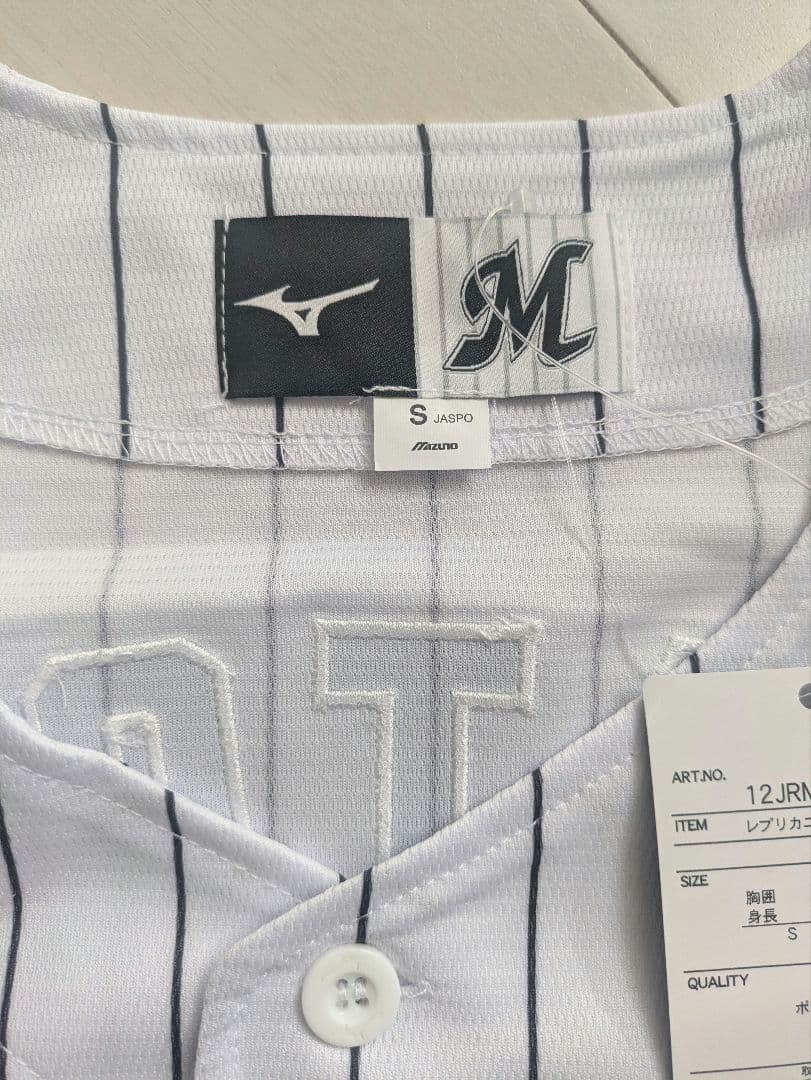 M
S JASPO
Mizuno
T
ART.NO.
12JRM
ITEM レプリカユ
SIZE
胸囲
身長
S
QUALITY
ポ